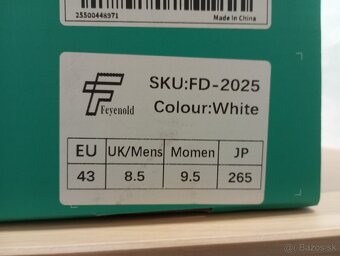 25500448971
Made in China
Feyenold
SKU:FD-2025
Colour:White
EU UK/Mens Momen JP
43 8.5 9.5 265
© Bazos.sk